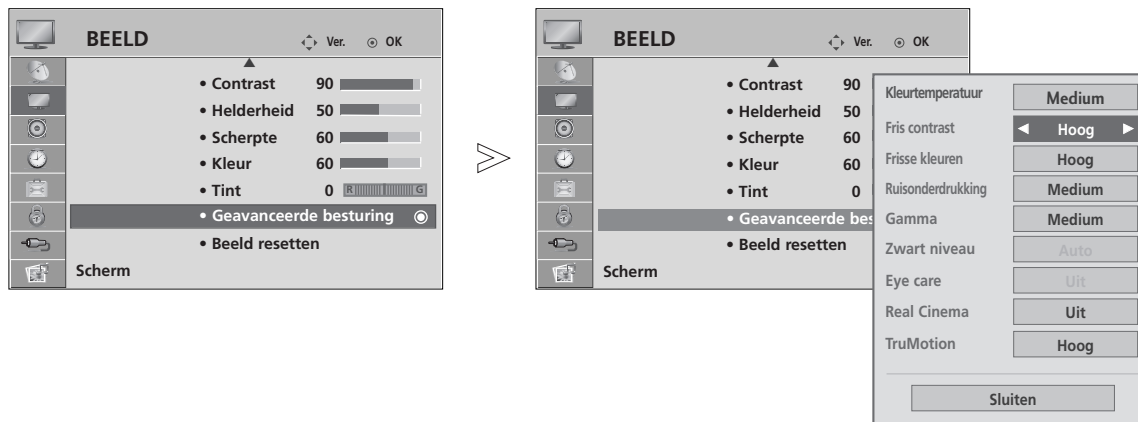 BEELD Ver. OK
• Contrast 90
• Helderheid 50
• Scherpte 60
• Kleur 60
• Tint 0 R G
• Geavanceerde besturing
• Beeld resetten
Scherm
BEELD Ver. OK
• Contrast 90
• Helderheid 50
• Scherpte 60
• Kleur 60
• Tint 0
• Geavanceerde bes
• Beeld resetten
Scherm
Kleurtemperatuur Medium
Fris contrast Hoog
Frisse kleuren Hoog
Ruisonderdrukking Medium
Gamma Medium
Zwart niveau Auto
Eye care Uit
Real Cinema Uit
TruMotion Hoog
Sluiten